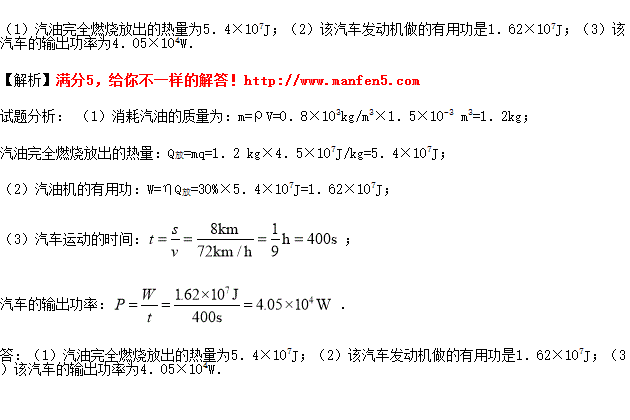 （1）汽油完全燃烧放出的热量为5．4×10⁷J；（2）该汽车发动机做的有用功是1．62×10⁷J；（3）该
汽车的输出功率为4．05×10⁴W．
【解析】满分5，给你不一样的解答！http://www.manfen5.com
试题分析： （1）消耗汽油的质量为：m=ρV=0．8×10³kg/m³×1．5×10⁻³ m³=1．2kg；
汽油完全燃烧放出的热量：Q放=mq=1．2 kg×4．5×10⁷J/kg=5．4×10⁷J；
（2）汽油机的有用功：W=ηQ放=30%×5．4×10⁷J=1．62×10⁷J；
（3）汽车运动的时间：t=s/v=8km/72km/h=1/9h=400s ；
汽车的输出功率：P=W/t=1.62×10⁷J/400s=4.05×10⁴W ．
答：（1）汽油完全燃烧放出的热量为5．4×10⁷J；（2）该汽车发动机做的有用功是1．62×10⁷J；（3
）该汽车的输出功率为4．05×10⁴W．